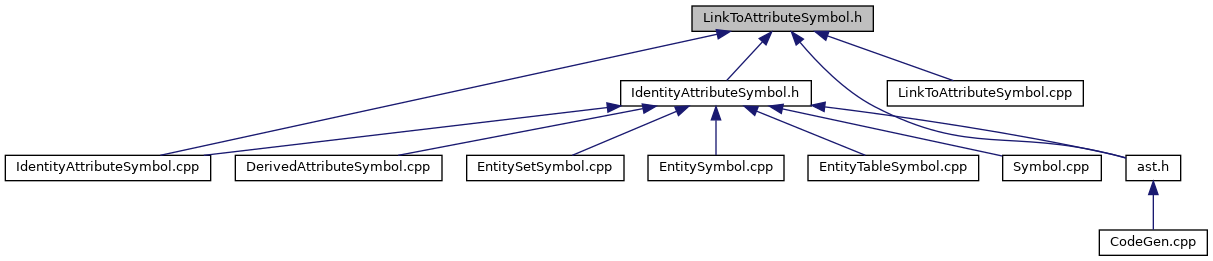 LinkToAttributeSymbol.h
IdentityAttributeSymbol.h
LinkToAttributeSymbol.cpp
IdentityAttributeSymbol.cpp
DerivedAttributeSymbol.cpp
EntitySetSymbol.cpp
EntitySymbol.cpp
EntityTableSymbol.cpp
Symbol.cpp
ast.h
CodeGen.cpp